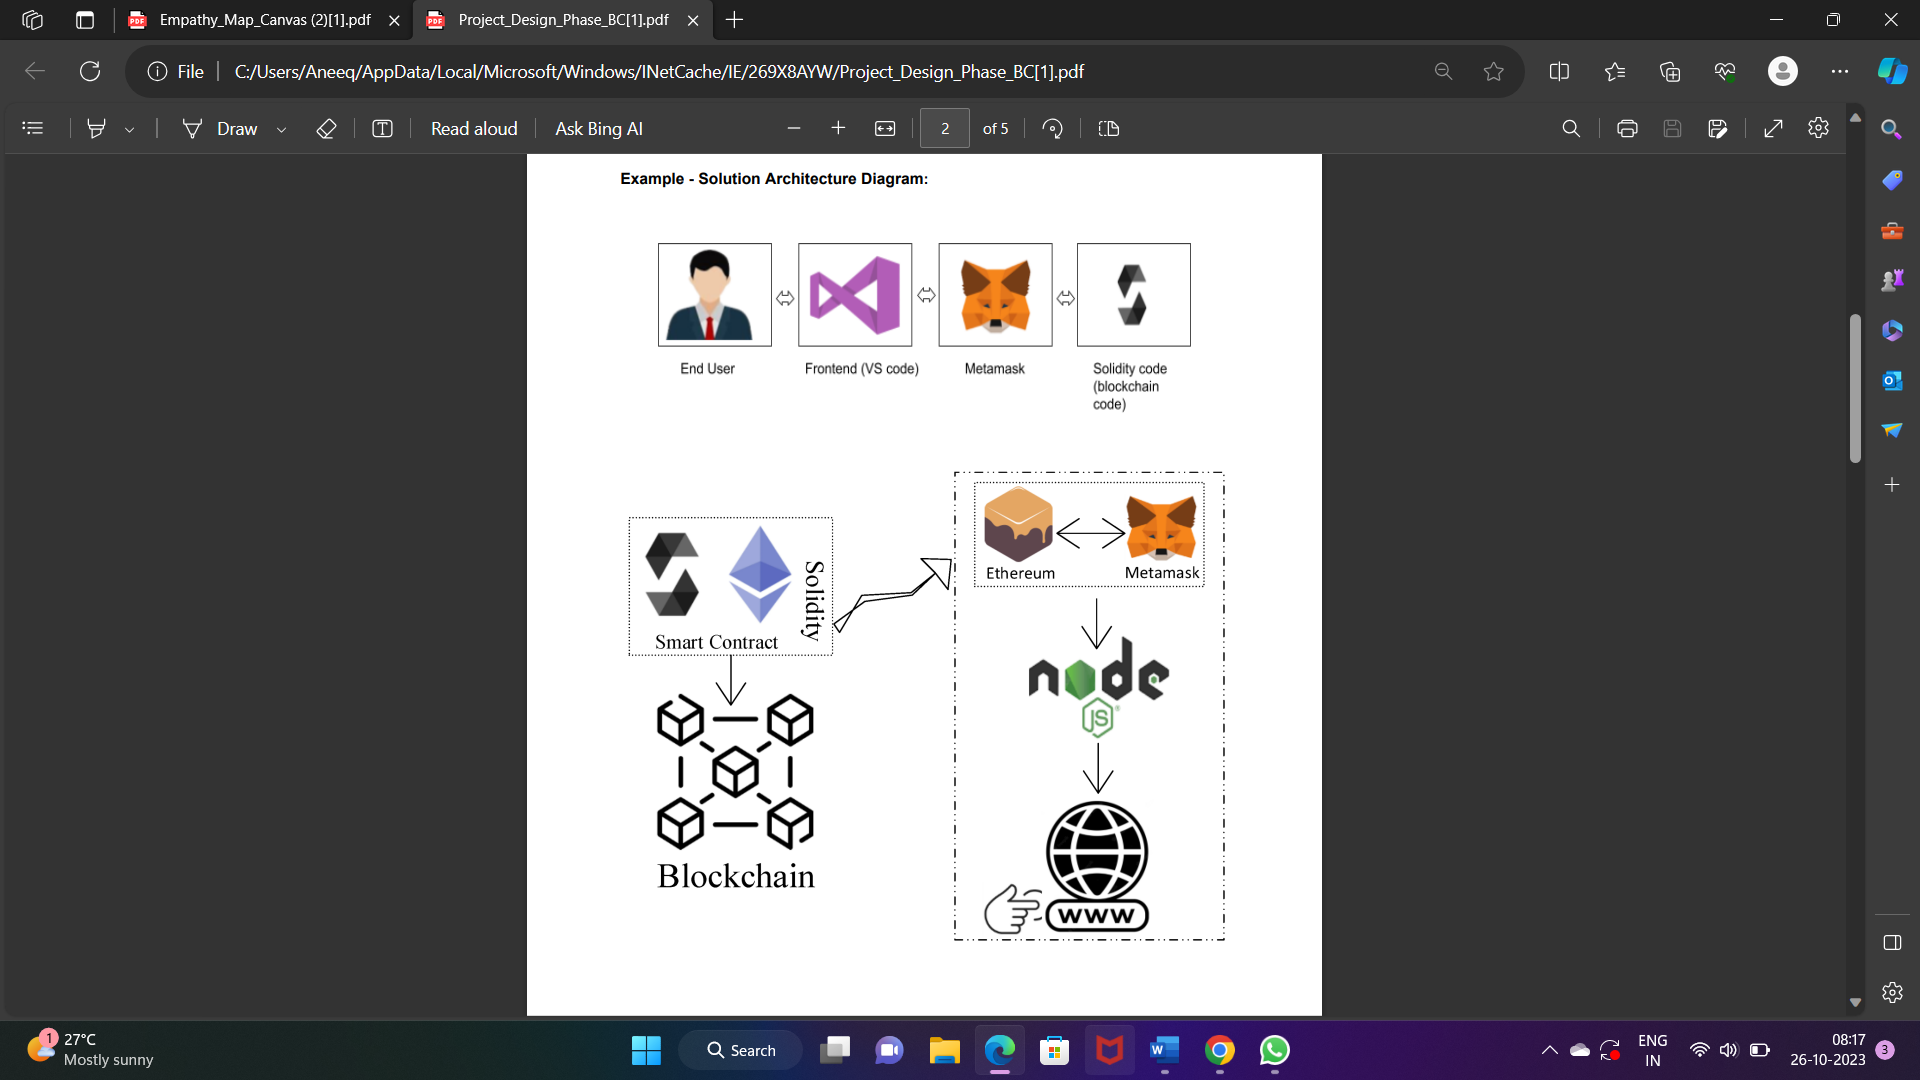 Empathy_Map_Canvas (2)[1].pdf
Project_Design_Phase_BC[1].pdf
File
C:/Users/Aneeq/AppData/Local/Microsoft/Windows/INetCache/IE/269X8AYW/Project_Design_Phase_BC[1].pdf
Draw
Read aloud
Ask Bing AI
2
of 5
Example - Solution Architecture Diagram:
End User
Frontend (VS code)
Metamask
Solidity code
(blockchain
code)
Smart Contract
Solidity
Ethereum
Metamask
node
JS
Blockchain
www
1
27°C
Mostly sunny
Search
ENG
IN
08:17
26-10-2023
3